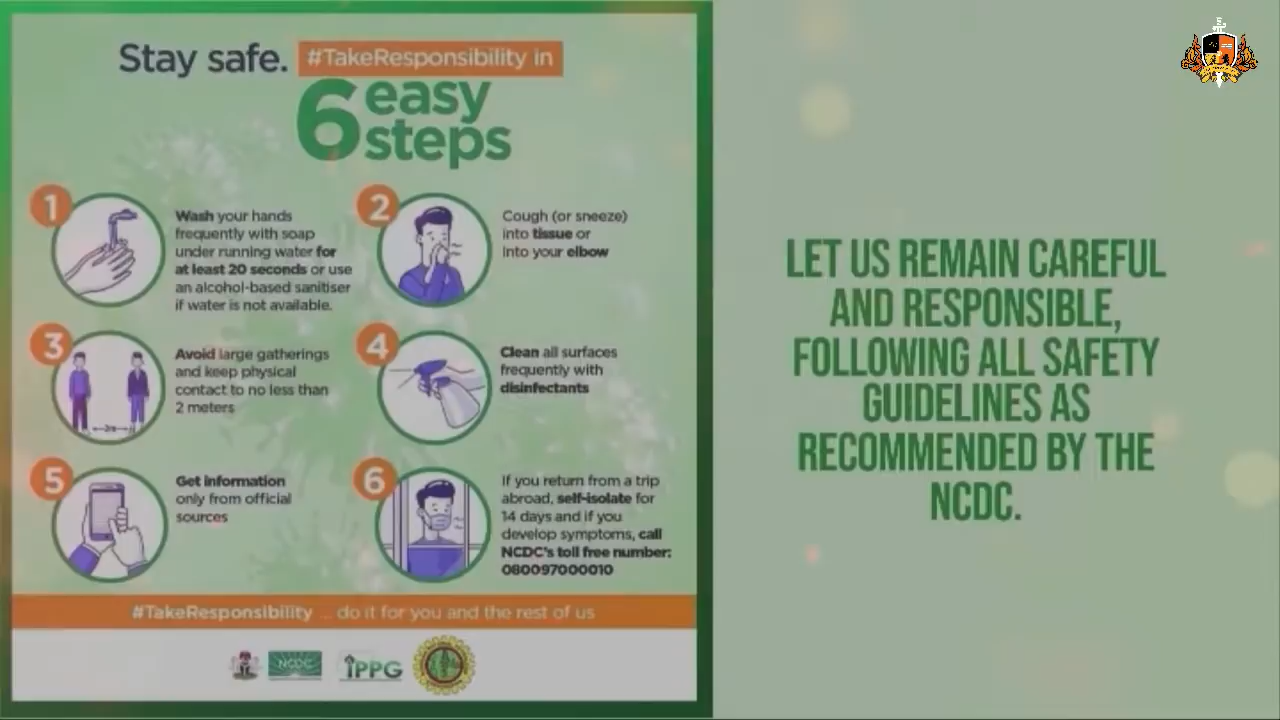 Stay safe. #TakeResponsibility in
6 easy
steps
1
Wash your hands
frequently with soap
under running water for
at least 20 seconds or use
an alcohol-based sanitiser
if water is not available.
2
Cough (or sneeze)
into tissue or
into your elbow
3
Avoid large gatherings
and keep physical
contact to no less than
2 meters
4
Clean all surfaces
frequently with
disinfectants
5
Get information
only from official
sources
6
If you return from a trip
abroad, self-isolate for
14 days and if you
develop symptoms, call
NCDC's toll free number:
080097000010
#TakeResponsibility ... do it for you and the rest of us
NCDC
iPPG
LET US REMAIN CAREFUL
AND RESPONSIBLE,
FOLLOWING ALL SAFETY
GUIDELINES AS
RECOMMENDED BY THE
NCDC.